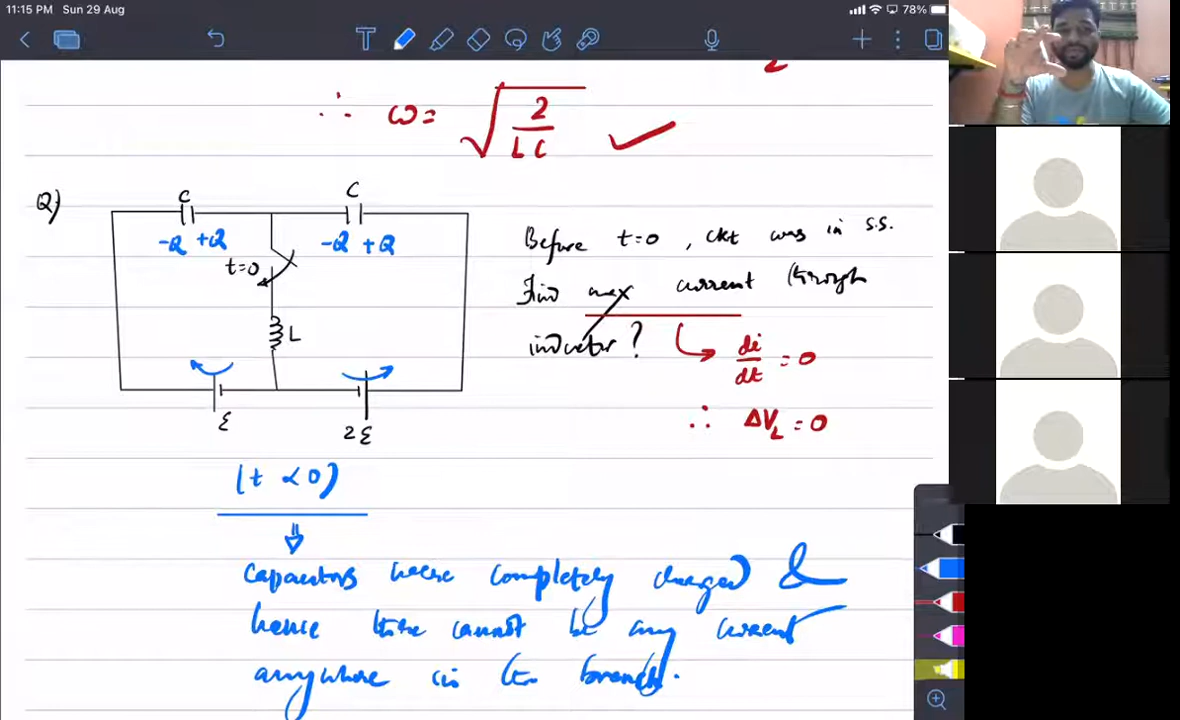 11:15 PM Sun 29 Aug
78%
∴ ω = √(2/LC)
Q)
C
C
-Q +Q
-Q +Q
t=0
L
ε
2ε
Before t=0, ckt was in s.s.
Find max current through
inductor?
di/dt = 0
∴ ΔV_L = 0
(t < 0)
⇓
capacitors were completely charged &
hence there cannot be any current
anywhere in the branch.